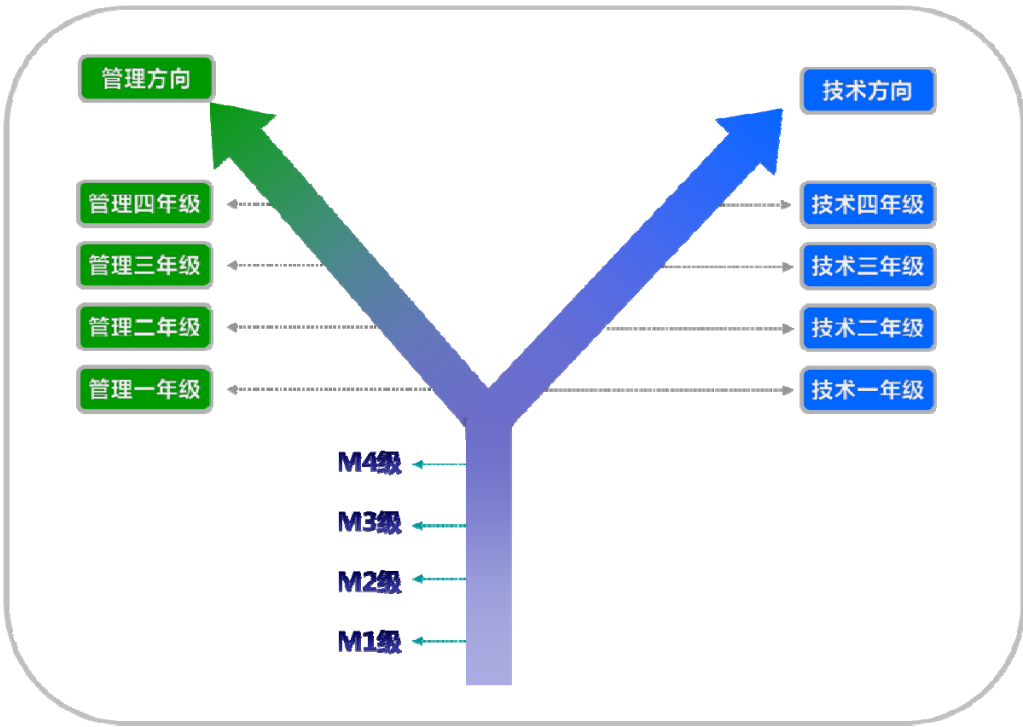 管理方向
技术方向
管理四年级
技术四年级
管理三年级
技术三年级
管理二年级
技术二年级
管理一年级
技术一年级
M4级
M3级
M2级
M1级